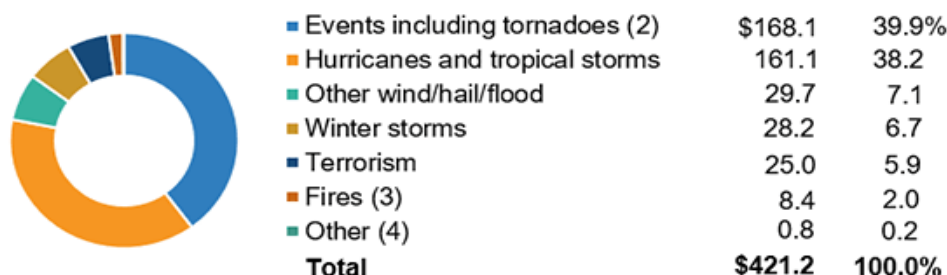 Events including tornadoes (2) $168.1 39.9%
Hurricanes and tropical storms 161.1 38.2
Other wind/hail/flood 29.7 7.1
Winter storms 28.2 6.7
Terrorism 25.0 5.9
Fires (3) 8.4 2.0
Other (4) 0.8 0.2
Total $421.2 100.0%